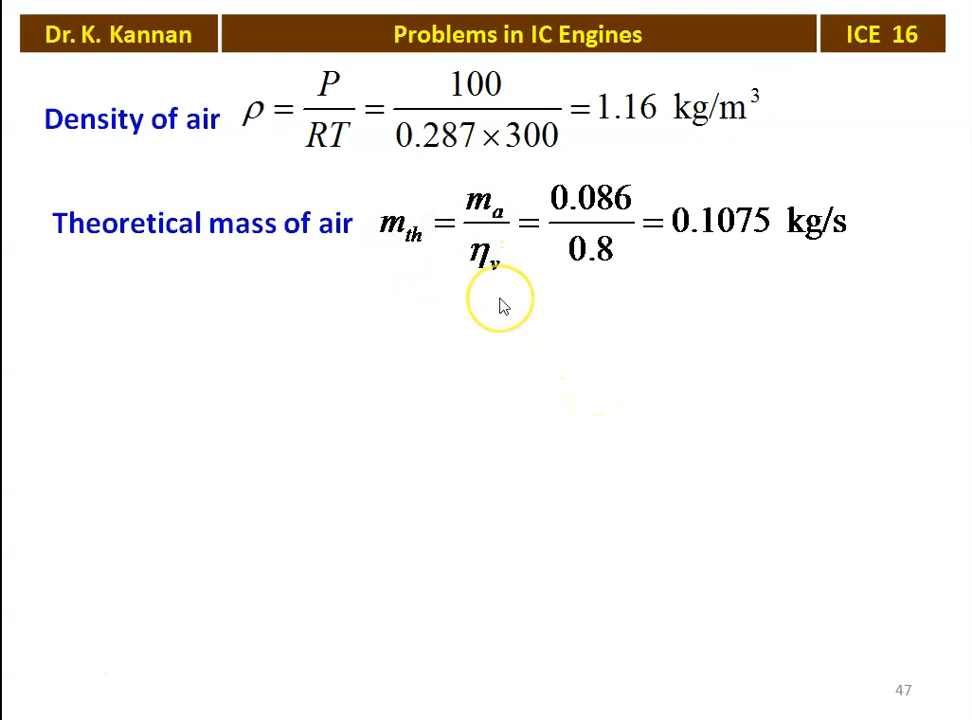 Dr. K. Kannan Problems in IC Engines ICE 16
Density of air ρ = P/RT = 100/(0.287 × 300) = 1.16 kg/m³
Theoretical mass of air m_th = m_a/η_v = 0.086/0.8 = 0.1075 kg/s
47